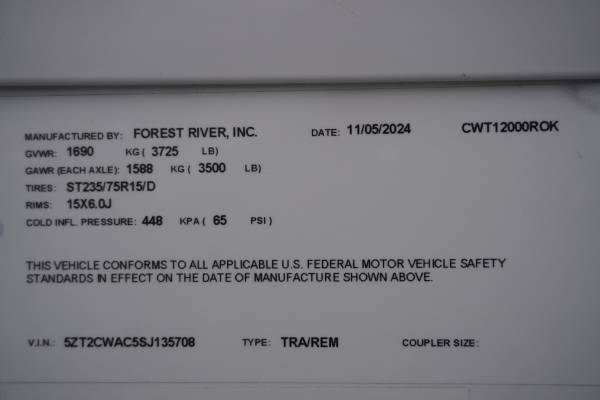 MANUFACTURED BY: FOREST RIVER, INC. DATE: 11/05/2024 CWT12000ROK
GVWR: 1690 KG ( 3725 LB)
GAWR (EACH AXLE): 1588 KG ( 3500 LB)
TIRES: ST235/75R15/D
RIMS: 15X6.0J
COLD INFL. PRESSURE: 448 KPA ( 65 PSI )
THIS VEHICLE CONFORMS TO ALL APPLICABLE U.S. FEDERAL MOTOR VEHICLE SAFETY
STANDARDS IN EFFECT ON THE DATE OF MANUFACTURE SHOWN ABOVE.
V.I.N.: 5ZT2CWAC5SJ135708 TYPE: TRA/REM COUPLER SIZE: